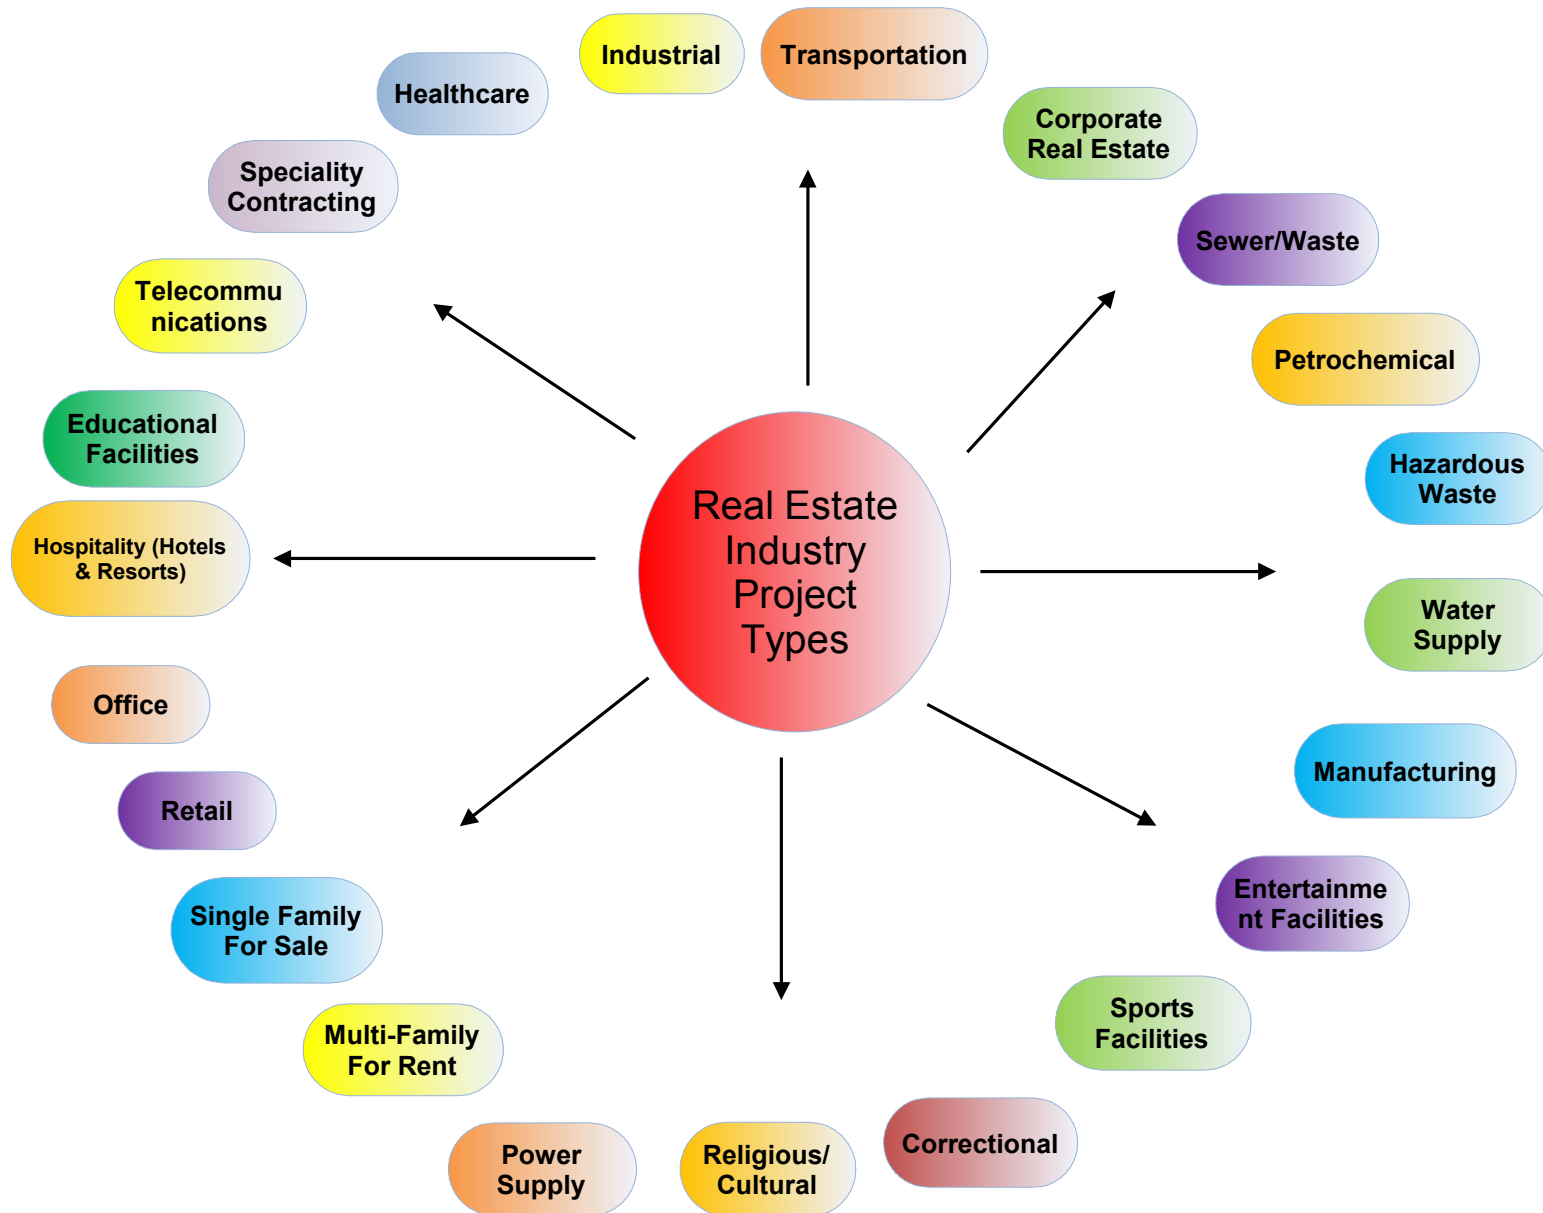 Industrial
Transportation
Healthcare
Corporate
Real Estate
Speciality
Contracting
Sewer/Waste
Telecommu
nications
Petrochemical
Educational
Facilities
Hazardous
Waste
Real Estate
Industry
Project
Types
Hospitality (Hotels
& Resorts)
Water
Supply
Office
Manufacturing
Retail
Entertainme
nt Facilities
Single Family
For Sale
Sports
Facilities
Multi-Family
For Rent
Correctional
Power
Supply
Religious/
Cultural